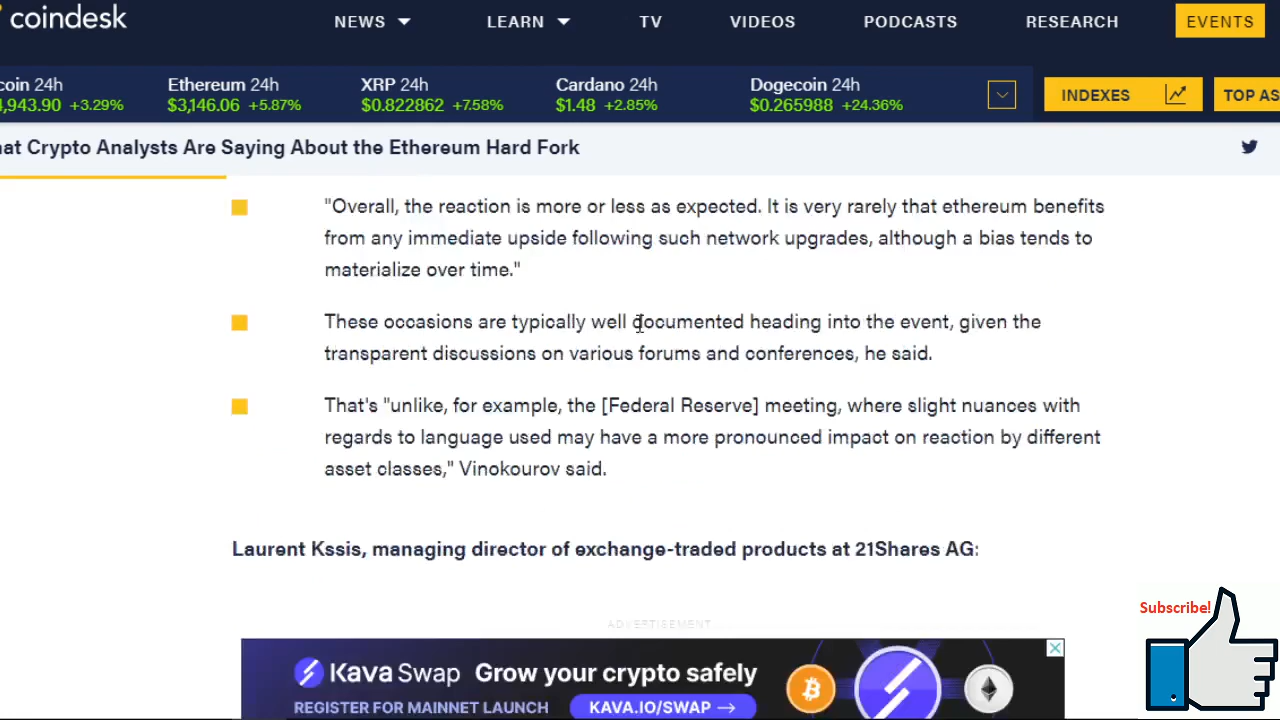 coindesk
NEWS LEARN TV VIDEOS PODCASTS RESEARCH EVENTS
coin 24h Ethereum 24h XRP 24h Cardano 24h Dogecoin 24h
4,943.90 +3.29% $3,146.06 +5.87% $0.822862 +7.58% $1.48 +2.85% $0.265988 +24.36%
INDEXES TOP AS
hat Crypto Analysts Are Saying About the Ethereum Hard Fork
"Overall, the reaction is more or less as expected. It is very rarely that ethereum benefits
from any immediate upside following such network upgrades, although a bias tends to
materialize over time."
These occasions are typically well documented heading into the event, given the
transparent discussions on various forums and conferences, he said.
That's "unlike, for example, the [Federal Reserve] meeting, where slight nuances with
regards to language used may have a more pronounced impact on reaction by different
asset classes," Vinokourov said.
Laurent Kssis, managing director of exchange-traded products at 21Shares AG:
Subscribe!
ADVERTISEMENT
Kava Swap Grow your crypto safely
REGISTER FOR MAINNET LAUNCH KAVA.IO/SWAP →